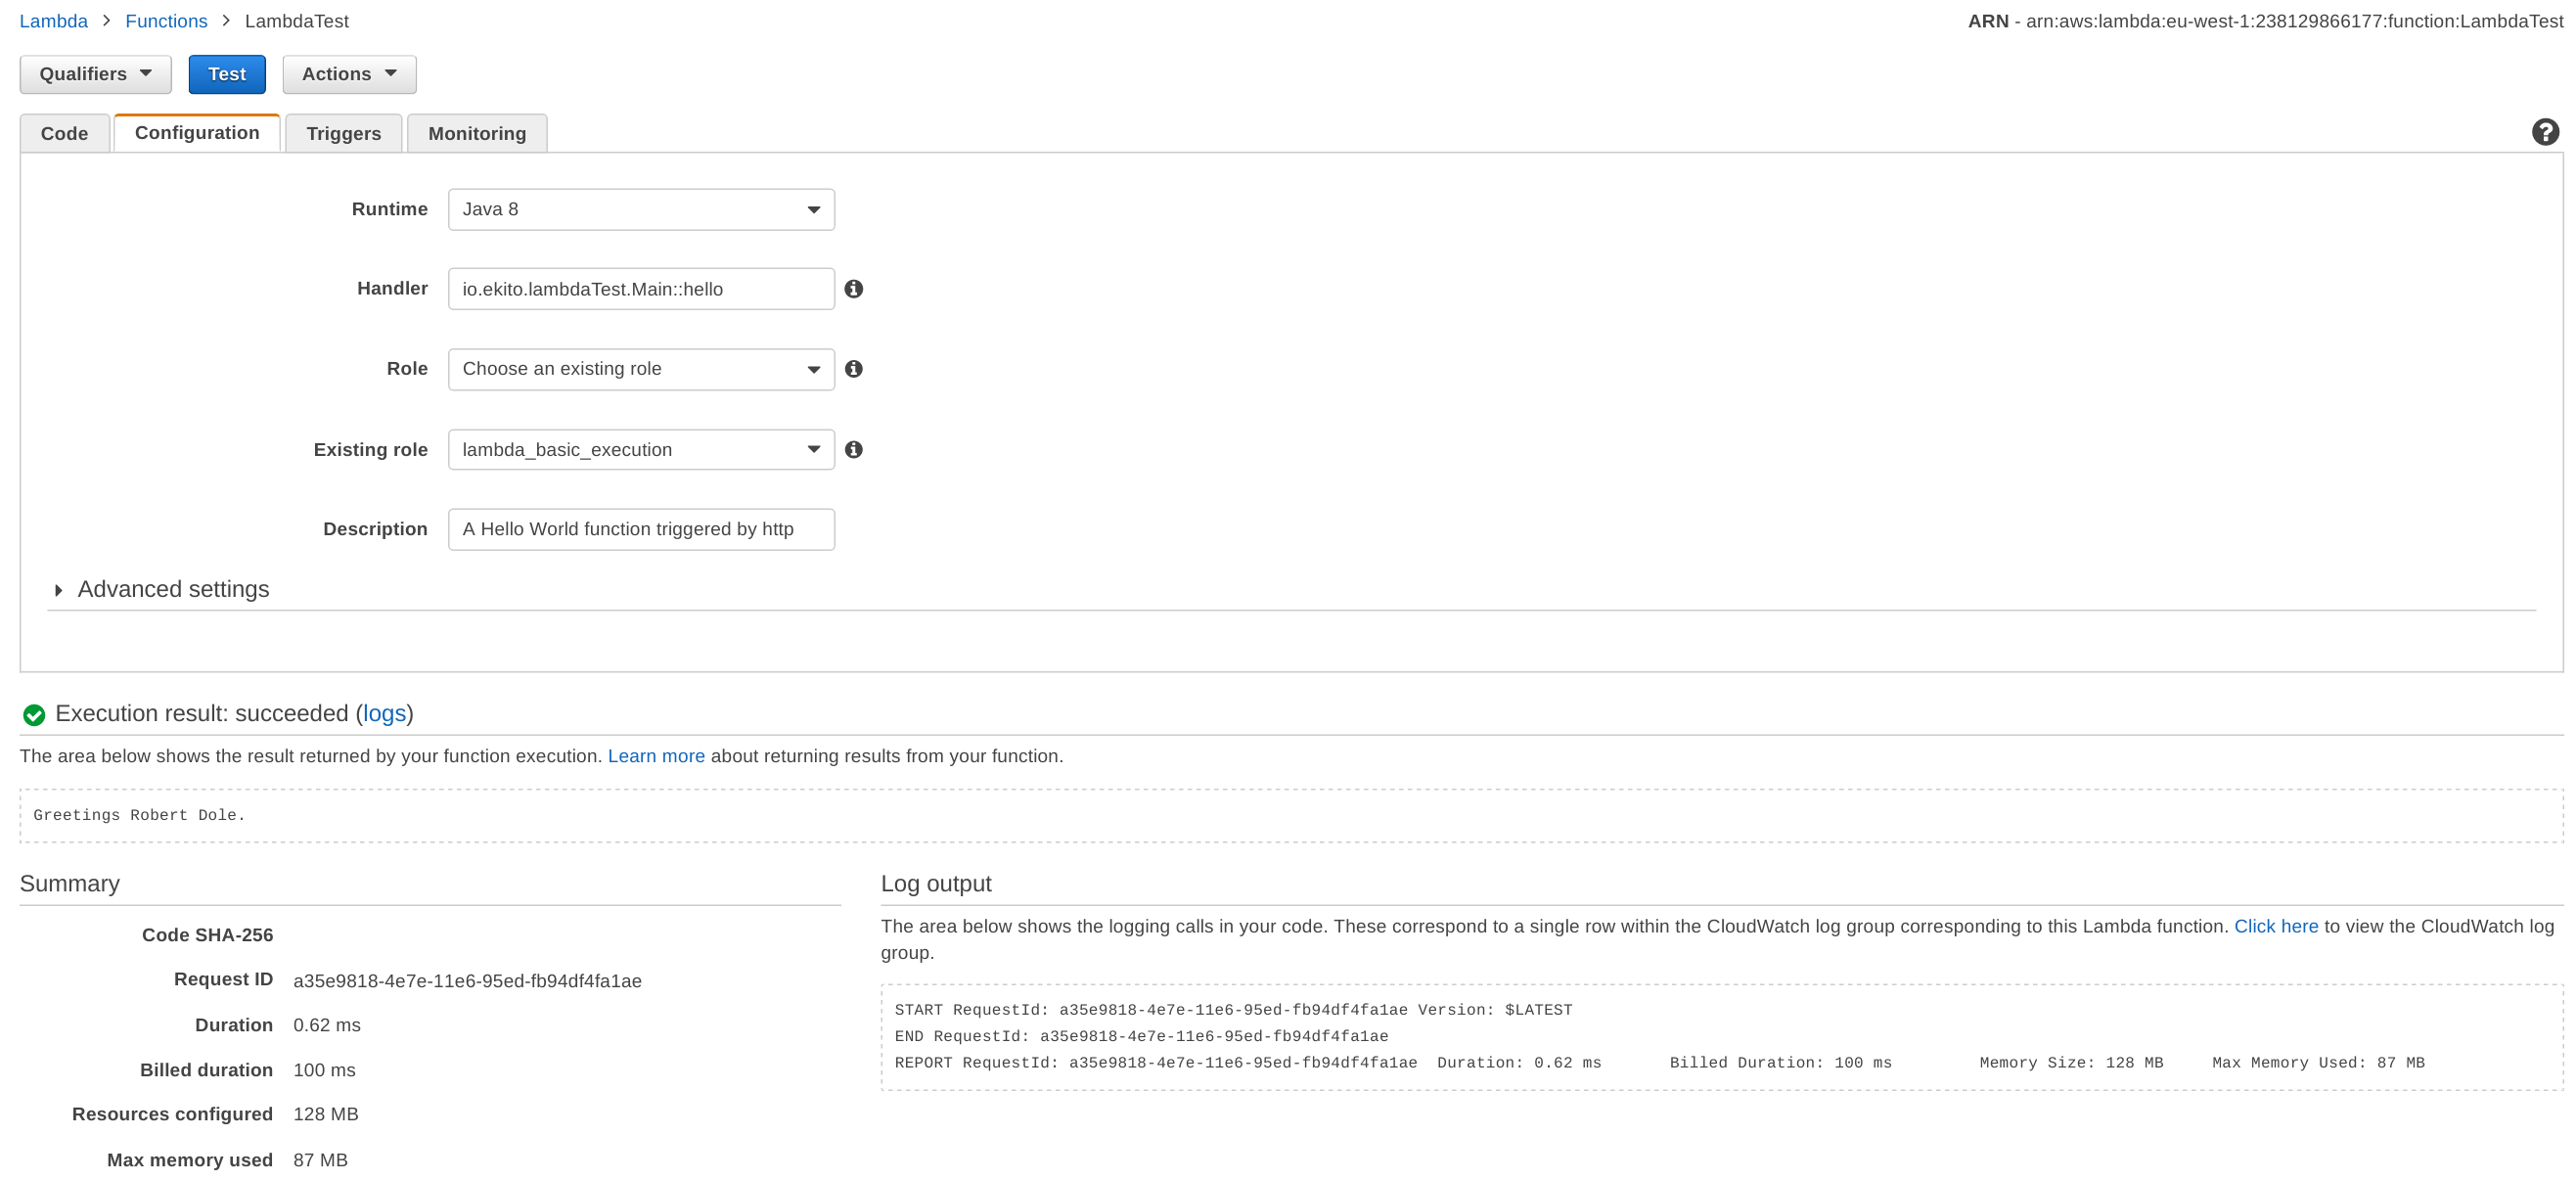 Lambda > Functions > LambdaTest
ARN - arn:aws:lambda:eu-west-1:238129866177:function:LambdaTest
Qualifiers Test Actions
Code Configuration Triggers Monitoring
Runtime Java 8
Handler io.ekito.lambdaTest.Main::hello
Role Choose an existing role
Existing role lambda_basic_execution
Description A Hello World function triggered by http
Advanced settings
Execution result: succeeded (logs)
The area below shows the result returned by your function execution. Learn more about returning results from your function.
Greetings Robert Dole.
Summary
Code SHA-256
Request ID a35e9818-4e7e-11e6-95ed-fb94df4fa1ae
Duration 0.62 ms
Billed duration 100 ms
Resources configured 128 MB
Max memory used 87 MB
Log output
The area below shows the logging calls in your code. These correspond to a single row within the CloudWatch log group corresponding to this Lambda function. Click here to view the CloudWatch log
group.
START RequestId: a35e9818-4e7e-11e6-95ed-fb94df4fa1ae Version: $LATEST
END RequestId: a35e9818-4e7e-11e6-95ed-fb94df4fa1ae
REPORT RequestId: a35e9818-4e7e-11e6-95ed-fb94df4fa1ae Duration: 0.62 ms Billed Duration: 100 ms Memory Size: 128 MB Max Memory Used: 87 MB